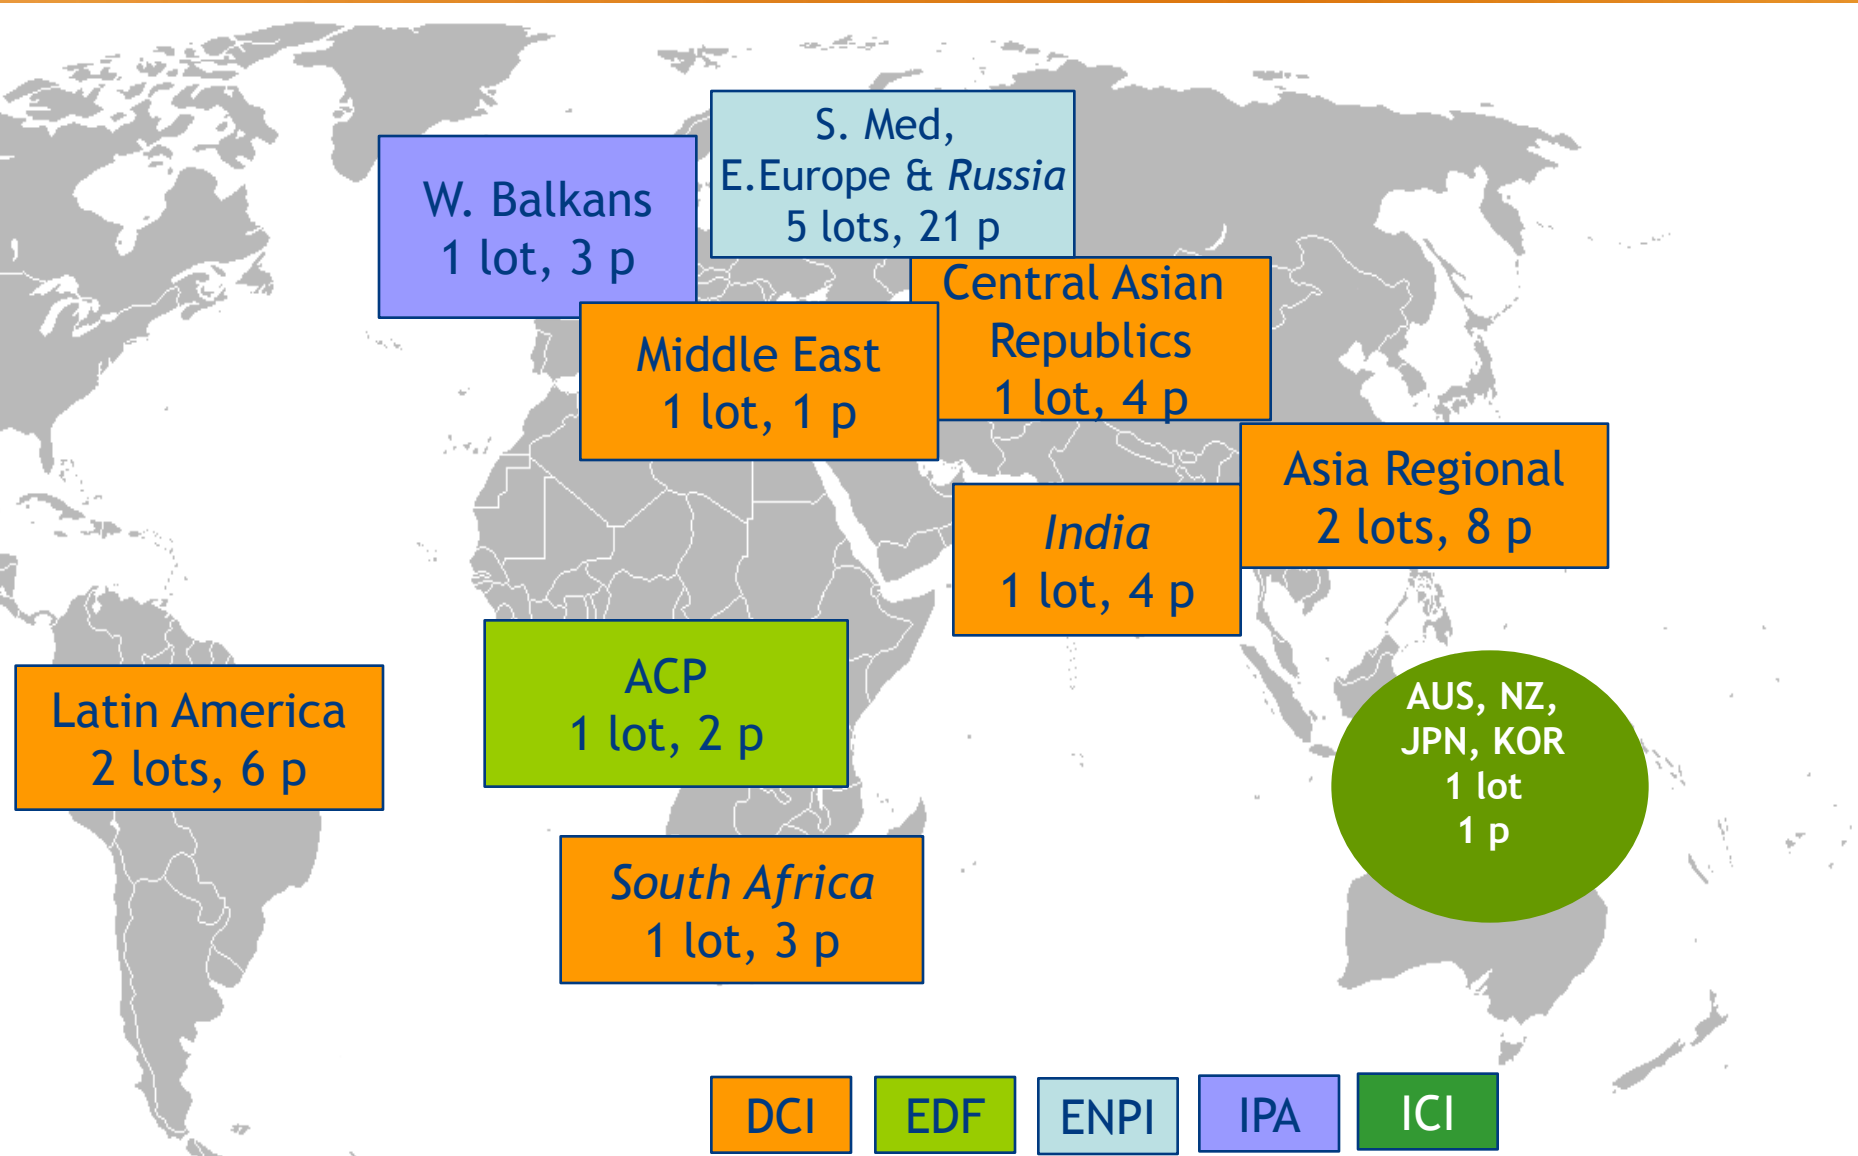 S. Med,
E.Europe & Russia
5 lots, 21 p
W. Balkans
1 lot, 3 p
Central Asian
Republics
1 lot, 4 p
Middle East
1 lot, 1 p
Asia Regional
2 lots, 8 p
India
1 lot, 4 p
ACP
1 lot, 2 p
Latin America
2 lots, 6 p
AUS, NZ,
JPN, KOR
1 lot
1 p
South Africa
1 lot, 3 p
DCI
EDF
ENPI
IPA
ICI